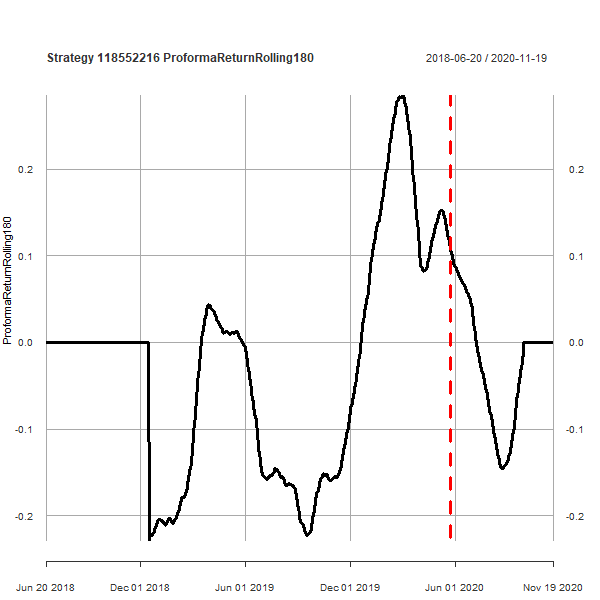 Strategy 118552216 ProformaReturnRolling180
2018-06-20 / 2020-11-19
ProformaReturnRolling180
0.2 0.2
0.1 0.1
0.0 0.0
-0.1 -0.1
-0.2 -0.2
Jun 20 2018 Dec 01 2018 Jun 01 2019 Dec 01 2019 Jun 01 2020 Nov 19 2020